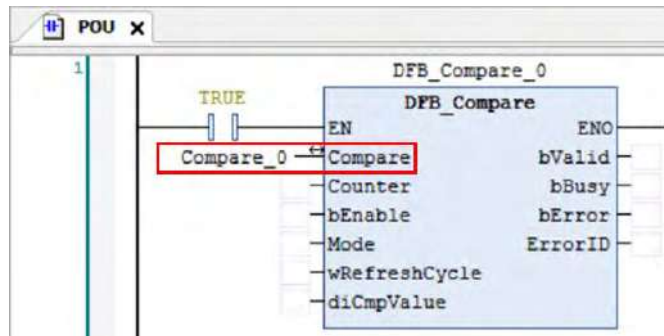 POU X
1
DFB_Compare_0
TRUE
DFB_Compare
EN ENO
Compare_0 Compare bValid
Counter bBusy
bEnable bError
Mode ErrorID
wRefreshCycle
diCmpValue